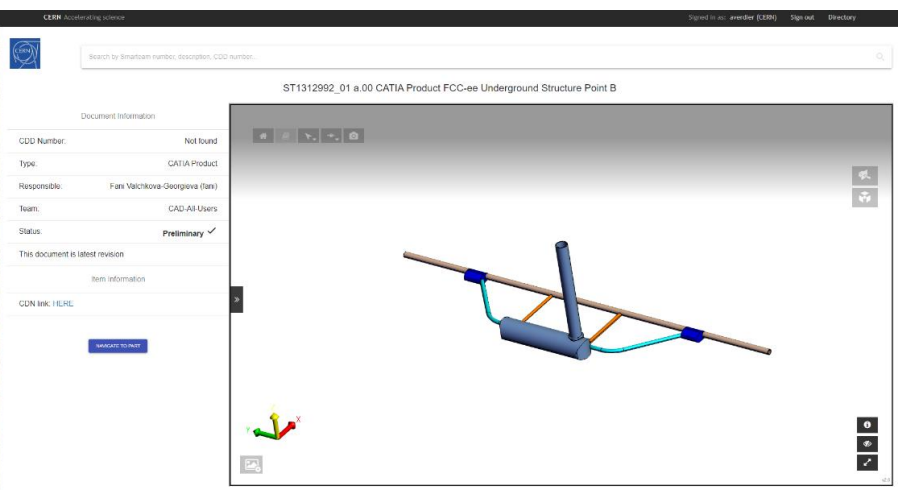 CERN Accelerating science
Signed in as: averdier (CERN) Sign out Directory
CERN
Search by Smarteam number, description, CDD number...
ST1312992_01 a.00 CATIA Product FCC-ee Underground Structure Point B
Document Information
CDD Number: Not found
Type: CATIA Product
Responsible: Fani Valchkova-Georgieva (fani)
Team: CAD-All-Users
Status: Preliminary
This document is latest revision
Item Information
CDN link: HERE
NAVIGATE TO PART
Y
X